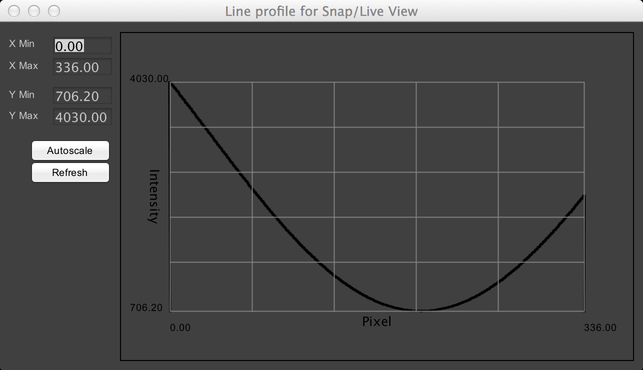 Line profile for Snap/Live View
X Min 0.00
X Max 336.00
Y Min 706.20
Y Max 4030.00
Autoscale
Refresh
4030.00
Intensity
706.20
0.00 Pixel 336.00